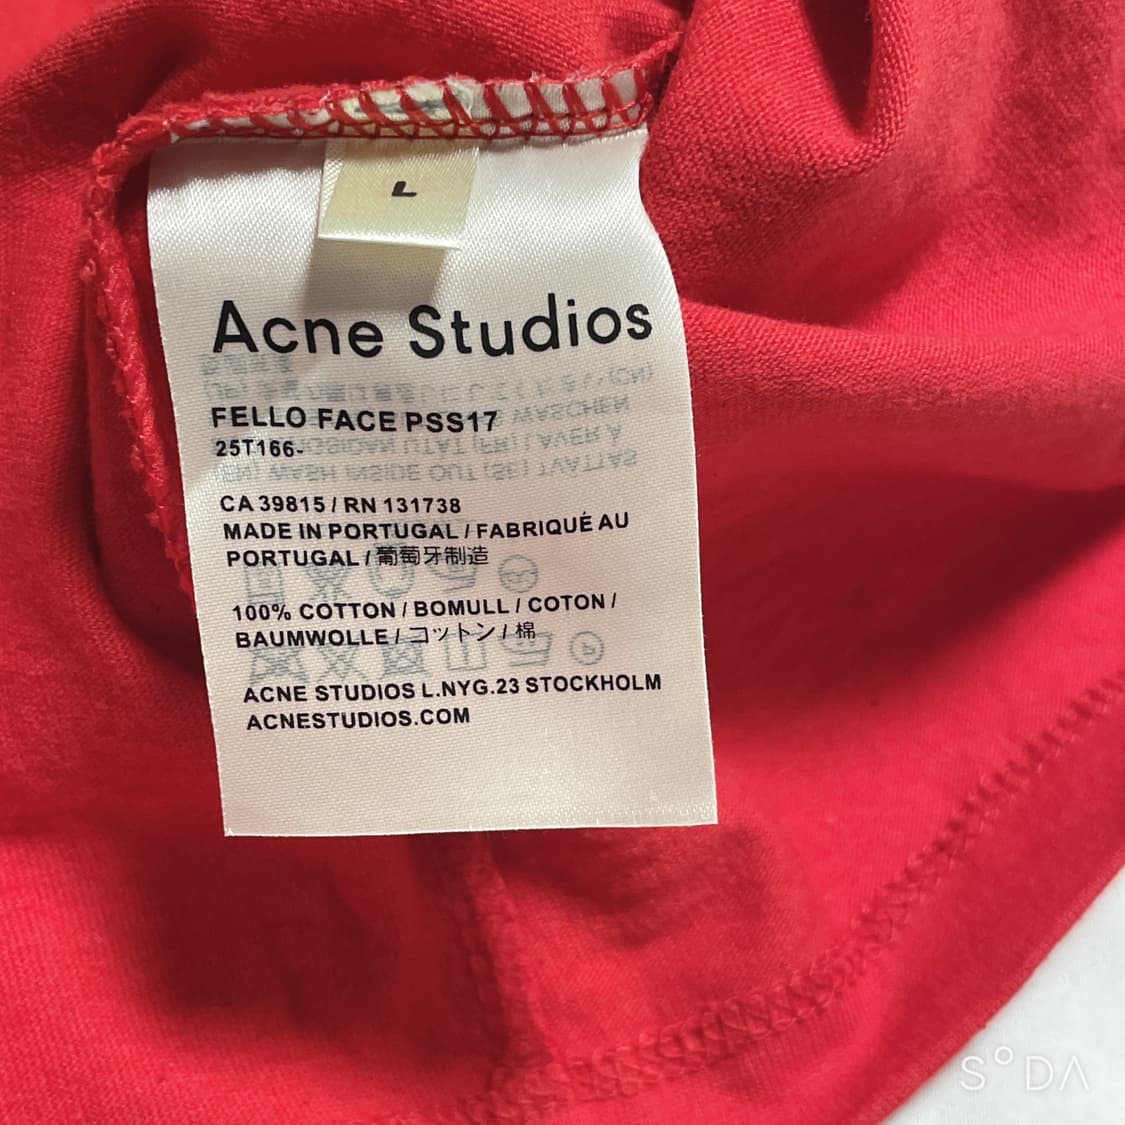 L
Acne Studios
FELLO FACE PSS17
25T166-
CA 39815 / RN 131738
MADE IN PORTUGAL / FABRIQUÉ AU
PORTUGAL / 葡萄牙制造
100% COTTON / BOMULL / COTON /
BAUMWOLLE / コットン / 棉
ACNE STUDIOS L.NYG.23 STOCKHOLM
ACNESTUDIOS.COM
S°DA